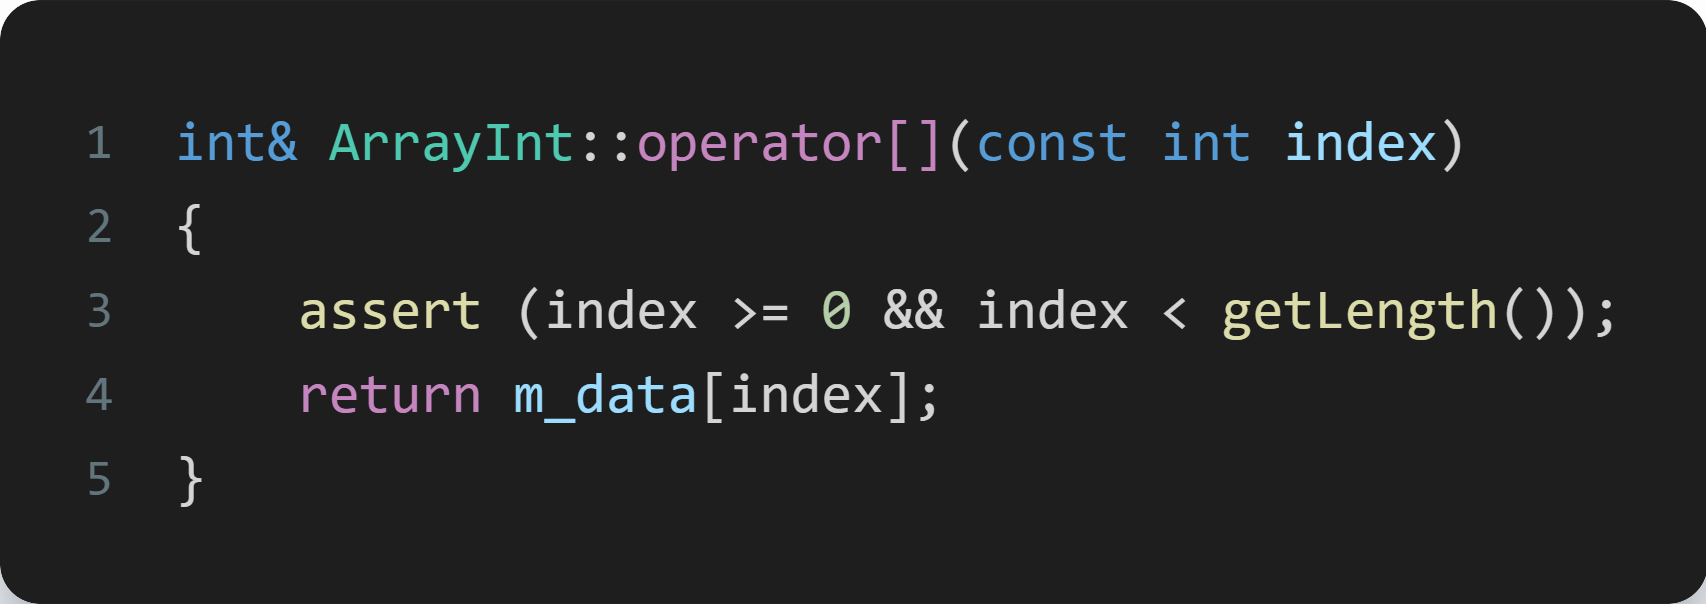 1 int& ArrayInt::operator[](const int index)
2 {
3     assert (index >= 0 && index < getLength());
4     return m_data[index];
5 }